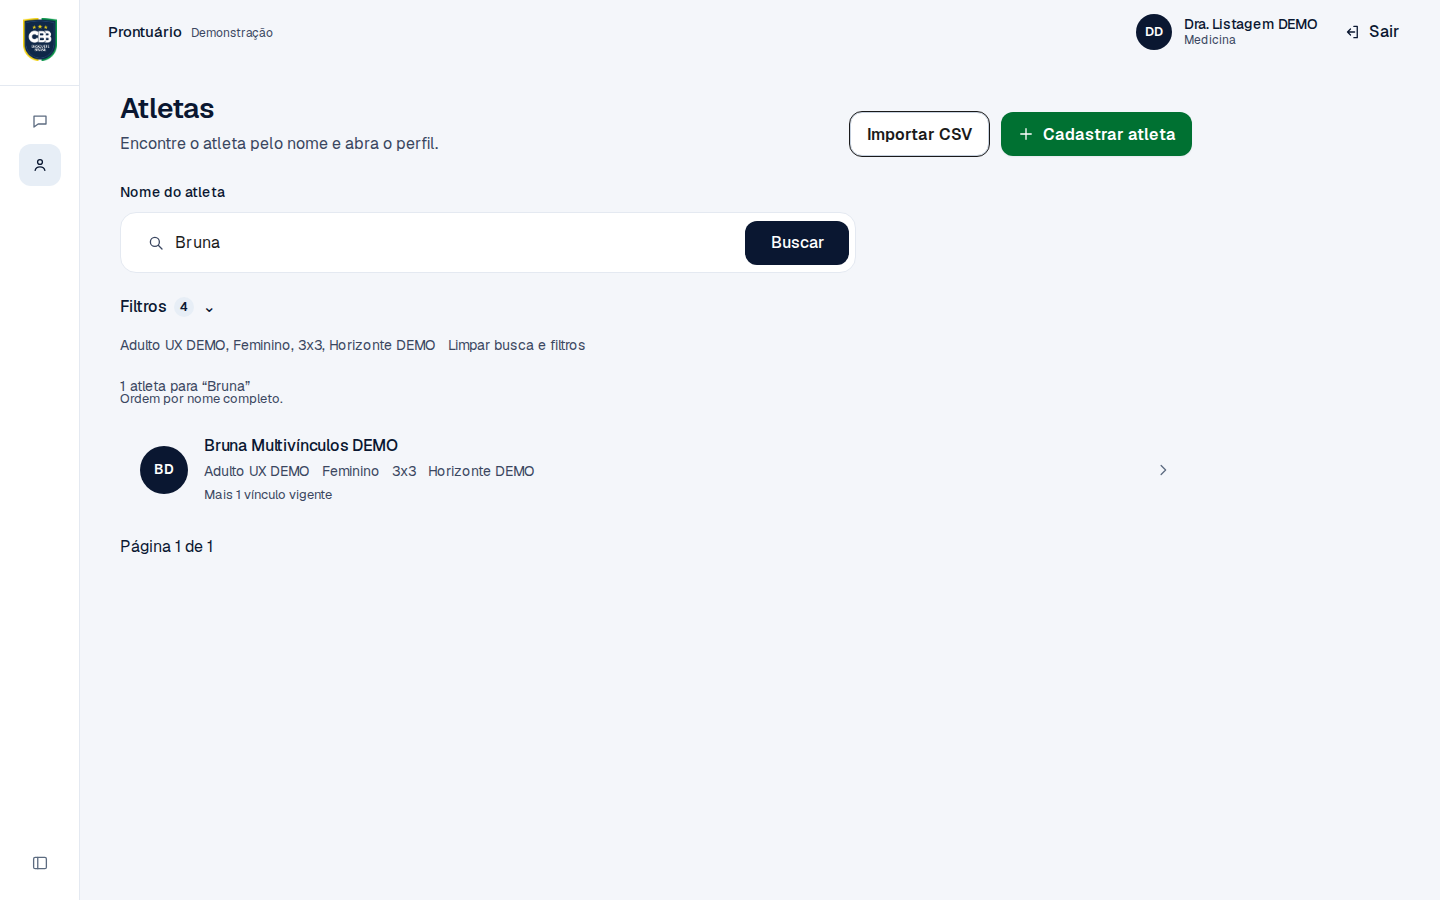 CBB
Prontuário Demonstração
DD
Dra. Listagem DEMO
Medicina
Sair
Atletas
Encontre o atleta pelo nome e abra o perfil.
Importar CSV
Cadastrar atleta
Nome do atleta
Bruna
Buscar
Filtros 4
Adulto UX DEMO, Feminino, 3x3, Horizonte DEMO Limpar busca e filtros
1 atleta para “Bruna”
Ordem por nome completo.
BD
Bruna Multivínculos DEMO
Adulto UX DEMO Feminino 3x3 Horizonte DEMO
Mais 1 vínculo vigente
Página 1 de 1